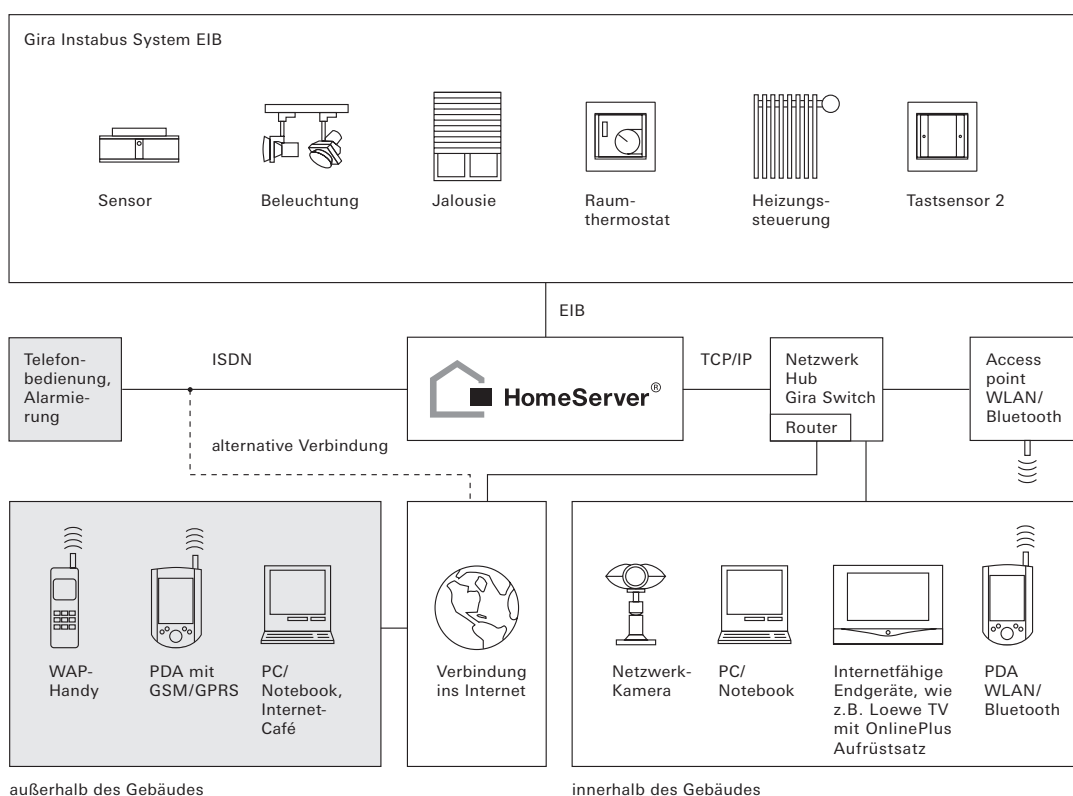 Gira Instabus System EIB
Sensor
Beleuchtung
Jalousie
Raum-
thermostat
Heizungs-
steuerung
Tastsensor 2
EIB
Telefon-
bedienung,
Alarmie-
rung
ISDN
alternative Verbindung
HomeServer®
TCP/IP
Netzwerk
Hub
Gira Switch
Router
Access
point
WLAN/
Bluetooth
WAP-
Handy
PDA mit
GSM/GPRS
PC/
Notebook,
Internet-
Café
Verbindung
ins Internet
Netzwerk-
Kamera
PC/
Notebook
Internetfähige
Endgeräte, wie
z.B. Loewe TV
mit OnlinePlus
Aufrüstsatz
PDA
WLAN/
Bluetooth
außerhalb des Gebäudes
innerhalb des Gebäudes